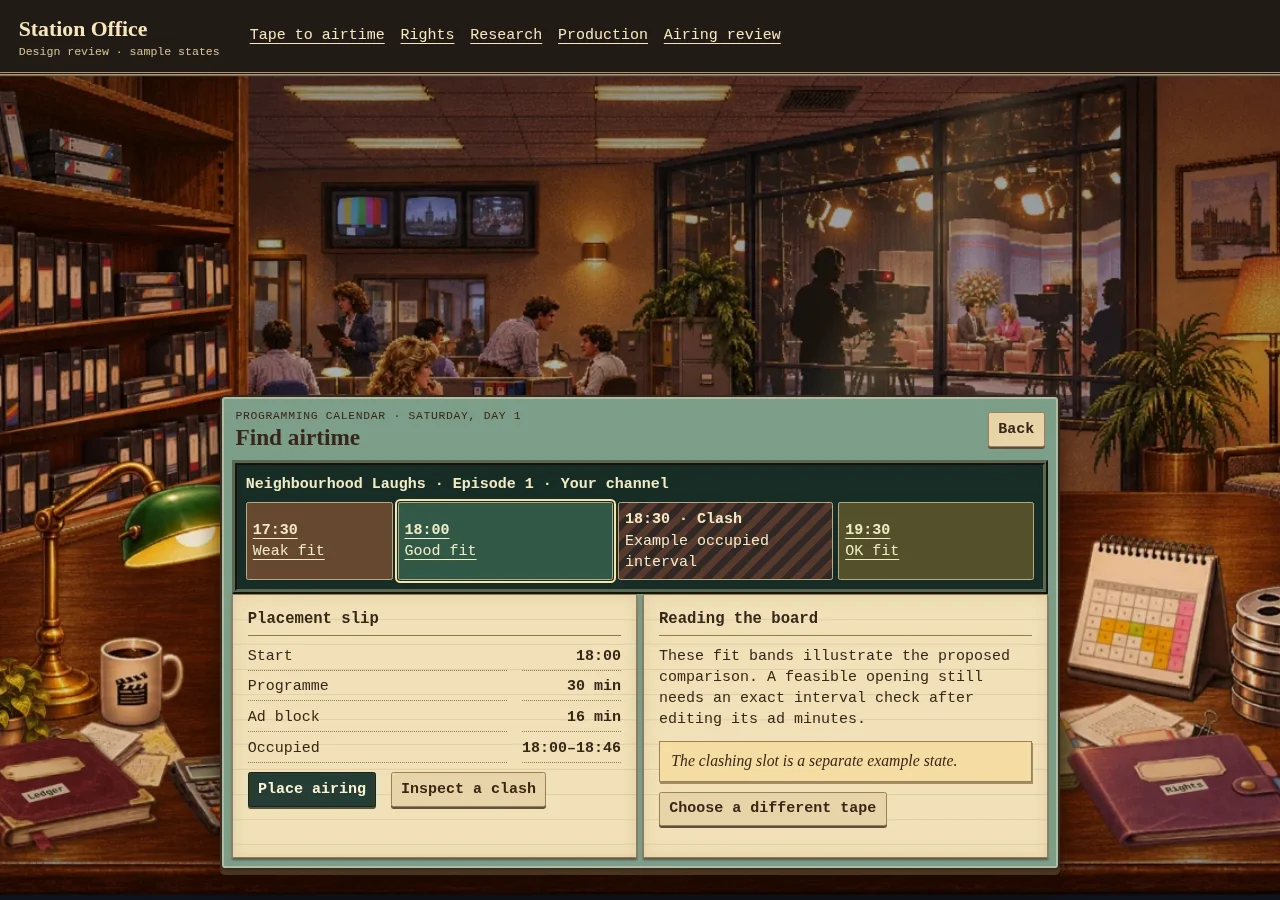 Station Office
Design review · sample states
Tape to airtime Rights Research Production Airing review
PROGRAMMING CALENDAR · SATURDAY, DAY 1
Find airtime
Back
Neighbourhood Laughs · Episode 1 · Your channel
17:30
Weak fit
18:00
Good fit
18:30 · Clash
Example occupied
interval
19:30
OK fit
Placement slip
Start 18:00
Programme 30 min
Ad block 16 min
Occupied 18:00–18:46
Place airing
Inspect a clash
Reading the board
These fit bands illustrate the proposed
comparison. A feasible opening still
needs an exact interval check after
editing its ad minutes.
The clashing slot is a separate example state.
Choose a different tape
Ledger
Rights